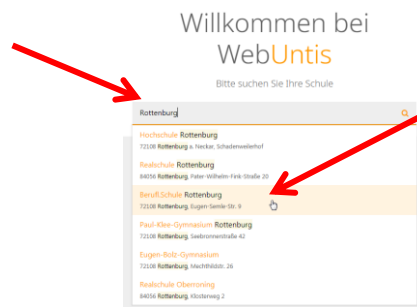 Willkommen bei
WebUntis
Bitte suchen Sie Ihre Schule
Rottenburg
Hochschule Rottenburg
72108 Rottenburg a. Neckar, Schadenweilerhof
Realschule Rottenburg
84056 Rottenburg, Pater-Wilhelm-Fink-Straße 20
Berufl.Schule Rottenburg
72108 Rottenburg, Eugen-Semle-Str. 9
Paul-Klee-Gymnasium Rottenburg
72108 Rottenburg, Saebronnerstraße 42
Eugen-Bolz-Gymnasium
72108 Rottenburg, Mechthildstr. 26
Realschule Oberroning
84056 Rottenburg, Klosterweg 2